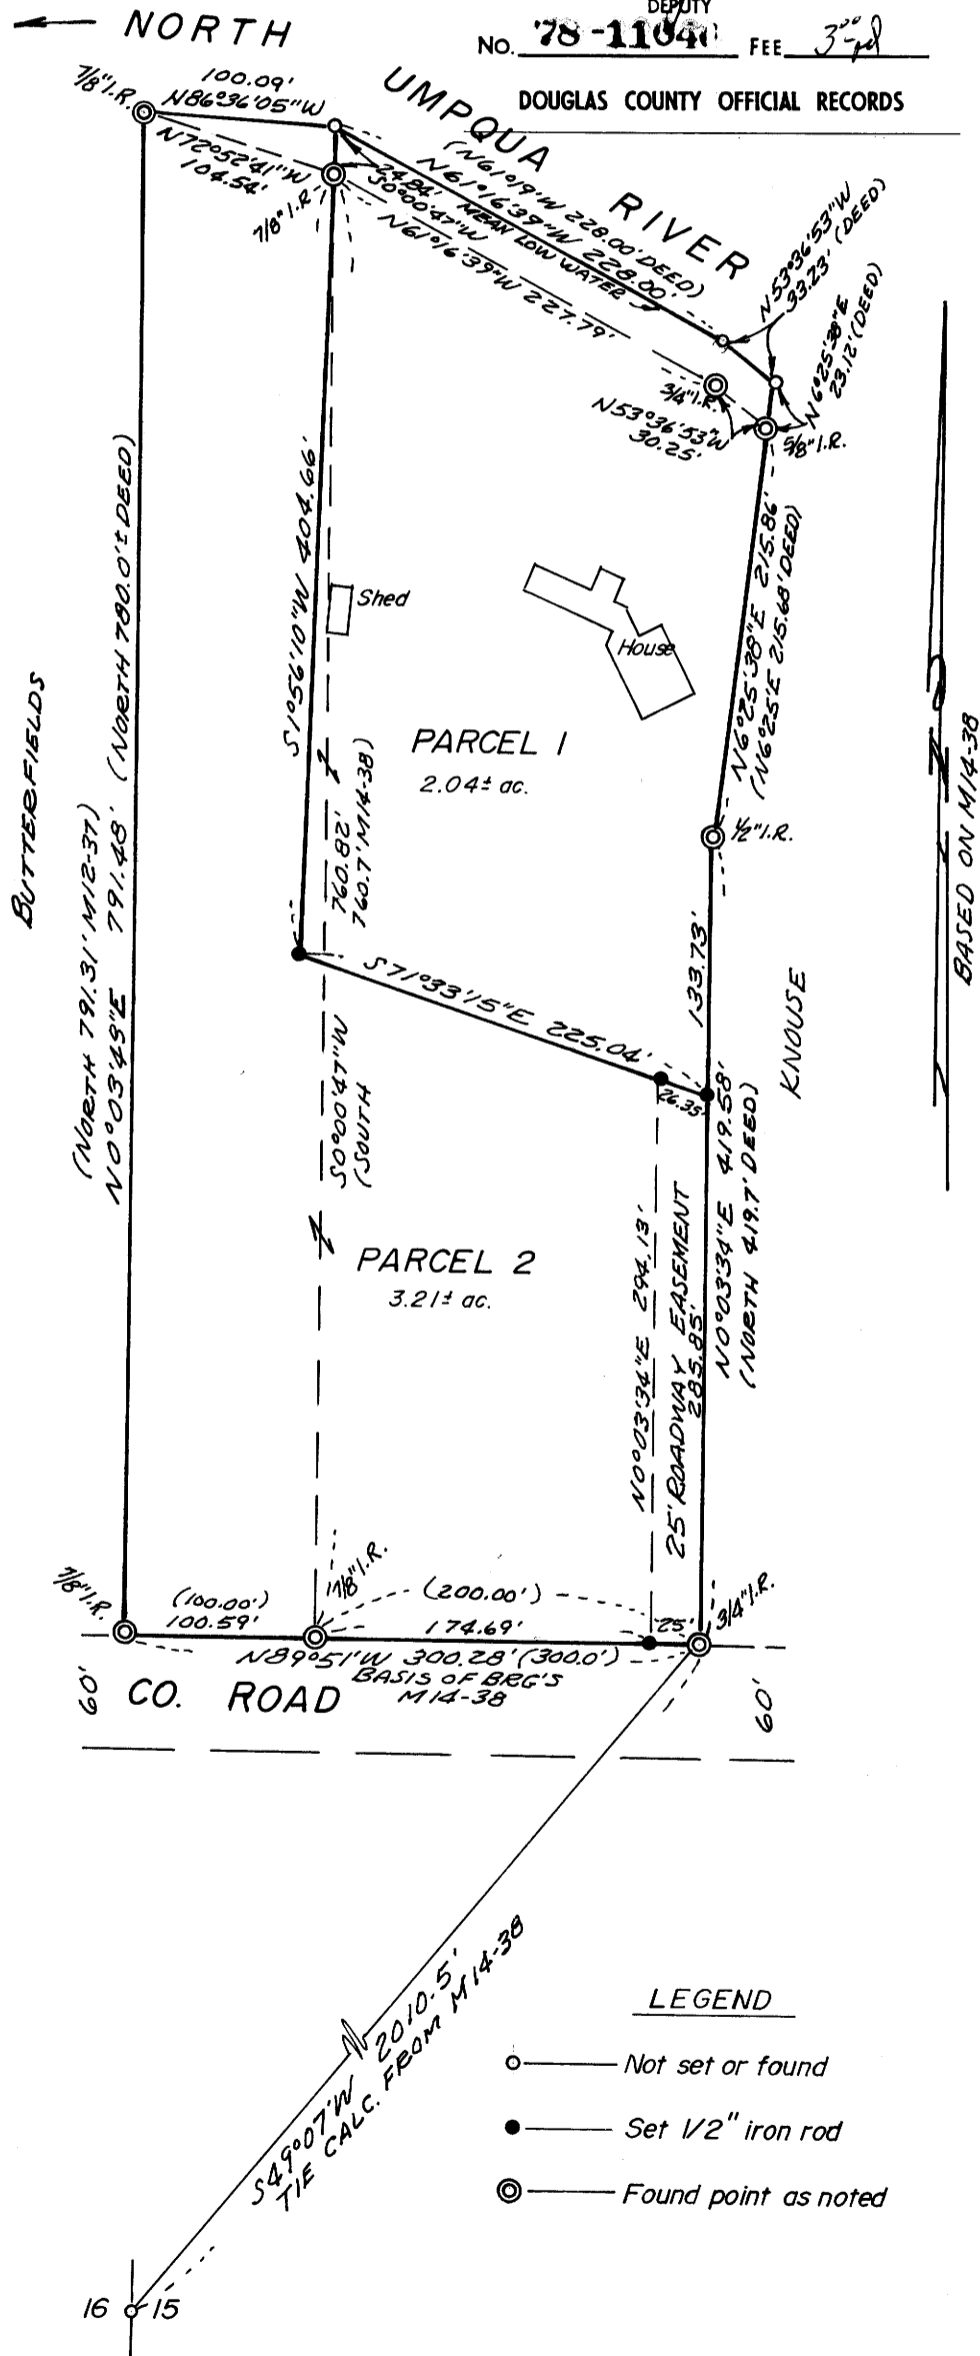 NORTH
DEPUTY
NO. 78-11046 FEE 3.00 pd
DOUGLAS COUNTY OFFICIAL RECORDS
UMPQUA RIVER
7/8" I.R.
100.09'
N86°36'05"W
N72°52'41"W
104.54'
7/8" I.R.
24.84'
S0°00'47"W
(N61°19'W 228.00' DEED)
N61°16'39"W 228.00'
MEAN LOW WATER
N61°16'39"W 227.79'
N53°36'53"W
33.23' (DEED)
N6°25'38"E
23.12' (DEED)
3/4" I.R.
N53°36'53"W
30.25'
5/8" I.R.
S1°56'10"W 404.66'
Shed
House
N6°25'38"E 215.86'
(N6°25'E 215.68' DEED)
PARCEL 1
2.04± ac.
1/2" I.R.
BUTTERFIELDS
(NORTH 780.0'± DEED)
(NORTH 791.31' M12-37)
N0°03'49"E 791.48'
760.82'
760.7' M14-38)
S0°00'47"W
(SOUTH
S71°33'15"E 225.04'
26.35'
133.73'
KNOUSE
N
BASED ON M14-38
N0°03'34"E 419.58'
(NORTH 419.7' DEED)
PARCEL 2
3.21± ac.
N0°03'34"E 294.13'
25' ROADWAY EASEMENT
285.85'
7/8" I.R.
(100.00')
100.59'
7/8" I.R.
(200.00')
174.69'
25'
3/4" I.R.
N89°51'W 300.28' (300.0')
BASIS OF BRG'S
M14-38
60'
CO. ROAD
60'
S49°07'W 2010.5'
TIE CALC. FROM M14-38
LEGEND
Not set or found
Set 1/2" iron rod
Found point as noted
16 15